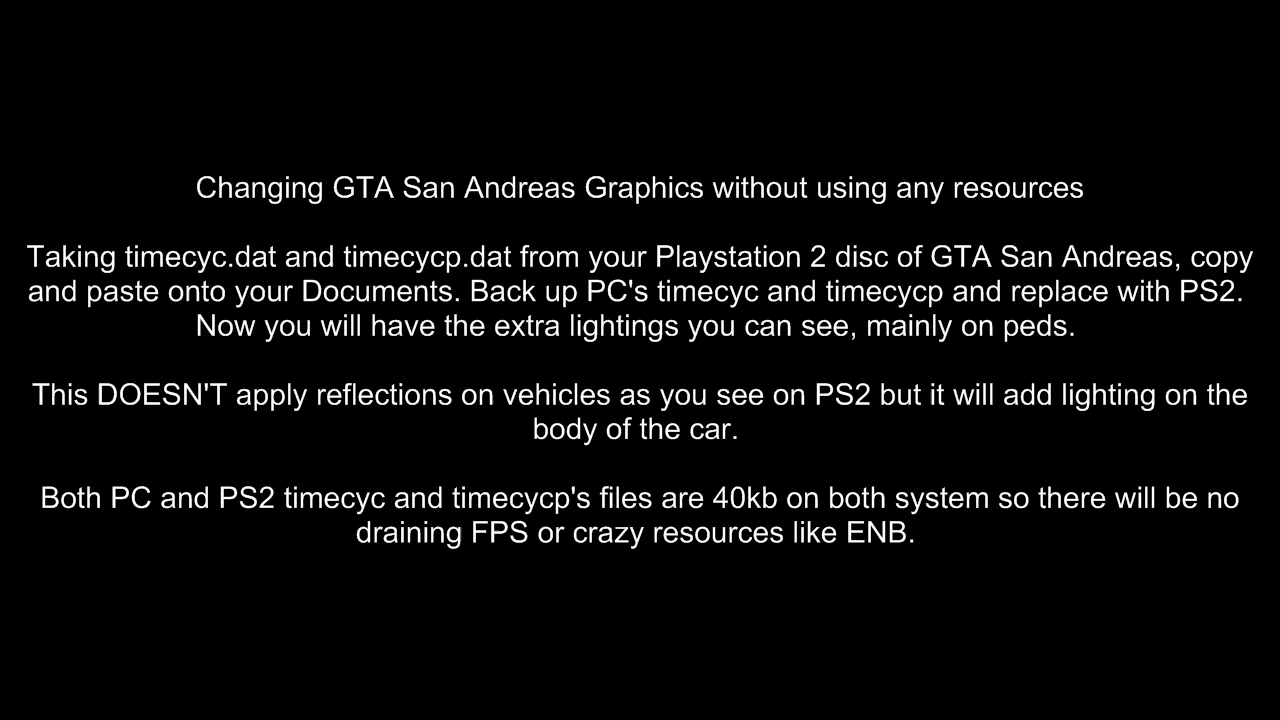 Changing GTA San Andreas Graphics without using any resources
Taking timecyc.dat and timecycp.dat from your Playstation 2 disc of GTA San Andreas, copy
and paste onto your Documents. Back up PC's timecyc and timecycp and replace with PS2.
Now you will have the extra lightings you can see, mainly on peds.
This DOESN'T apply reflections on vehicles as you see on PS2 but it will add lighting on the
body of the car.
Both PC and PS2 timecyc and timecycp's files are 40kb on both system so there will be no
draining FPS or crazy resources like ENB.